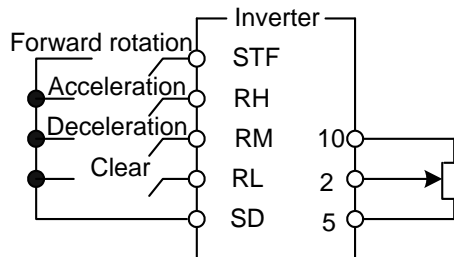 Inverter
Forward rotation
STF
Acceleration
RH
Deceleration
RM
10
Clear
RL
2
SD
5